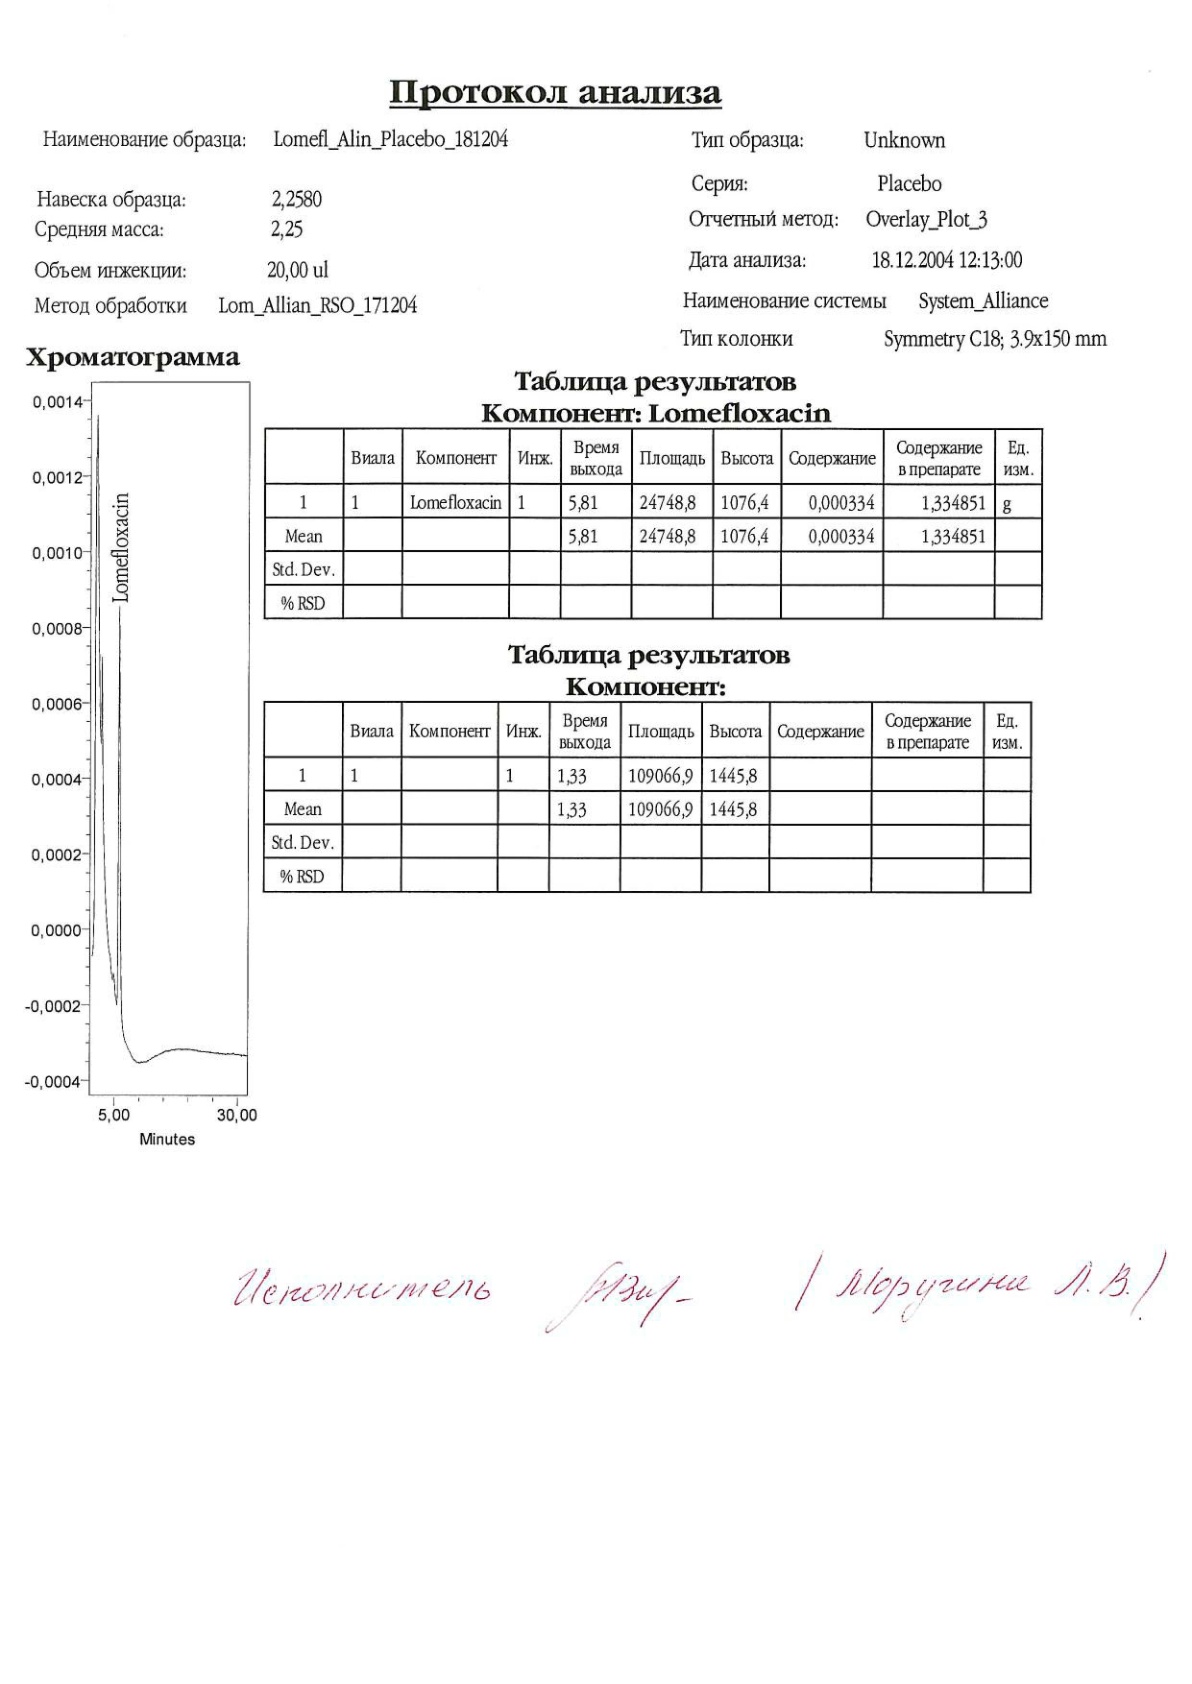 Протокол анализа
Наименование образца: Lomefl_Alin_Placebo_181204
Тип образца: Unknown
Серия: Placebo
Навеска образца: 2,2580
Отчетный метод: Overlay_Plot_3
Средняя масса: 2,25
Дата анализа: 18.12.2004 12:13:00
Объем инжекции: 20,00 ul
Наименование системы System_Alliance
Метод обработки Lom_Allian_RSO_171204
Тип колонки Symmetry C18; 3.9x150 mm
Хроматограмма
0,0014
0,0012
0,0010
0,0008
0,0006
0,0004
0,0002
0,0000
-0,0002
-0,0004
Lomefloxacin
5,00 30,00
Minutes
Таблица результатов
Компонент: Lomefloxacin
Виала Компонент Инж. Время выхода Площадь Высота Содержание Содержание в препарате Ед. изм.
1 1 Lomefloxacin 1 5,81 24748,8 1076,4 0,000334 1,334851 g
Mean 5,81 24748,8 1076,4 0,000334 1,334851
Std. Dev.
% RSD
Таблица результатов
Компонент:
Виала Компонент Инж. Время выхода Площадь Высота Содержание Содержание в препарате Ед. изм.
1 1 1 1,33 109066,9 1445,8
Mean 1,33 109066,9 1445,8
Std. Dev.
% RSD
Исполнитель / Моругина Л.В./